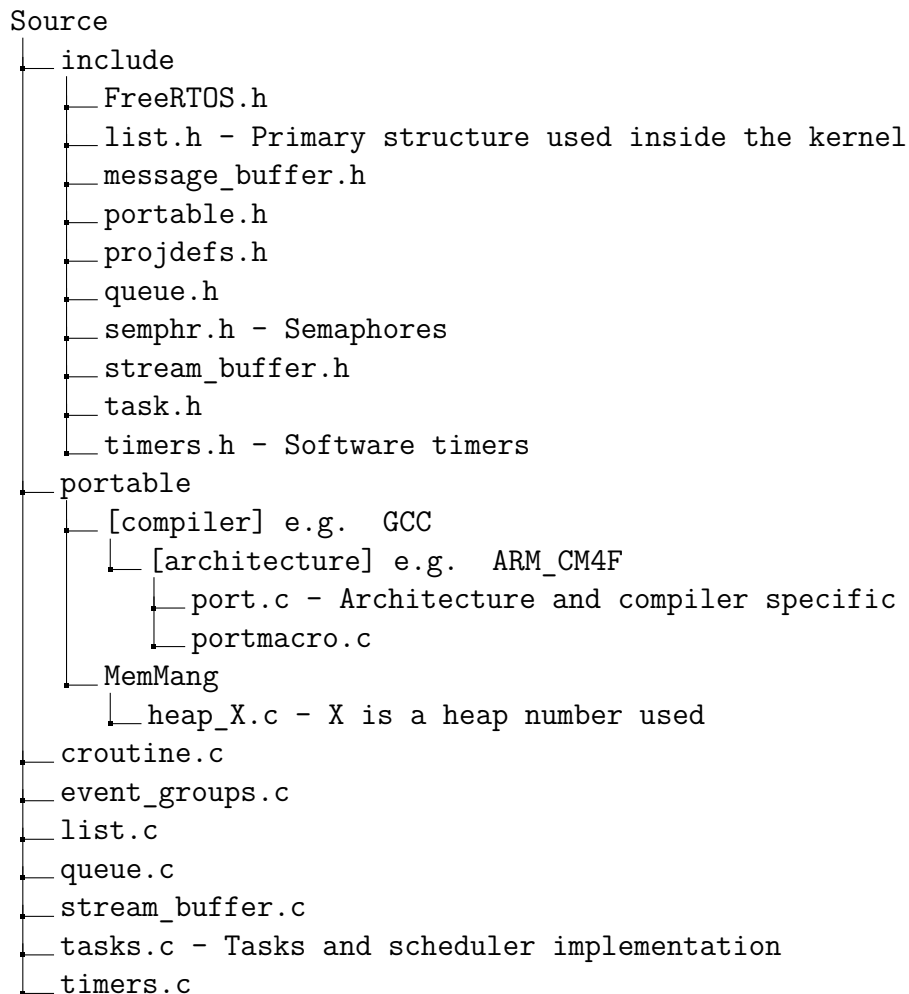 Source
include
FreeRTOS.h
list.h - Primary structure used inside the kernel
message_buffer.h
portable.h
projdefs.h
queue.h
semphr.h - Semaphores
stream_buffer.h
task.h
timers.h - Software timers
portable
[compiler] e.g. GCC
[architecture] e.g. ARM_CM4F
port.c - Architecture and compiler specific
portmacro.c
MemMang
heap_X.c - X is a heap number used
croutine.c
event_groups.c
list.c
queue.c
stream_buffer.c
tasks.c - Tasks and scheduler implementation
timers.c